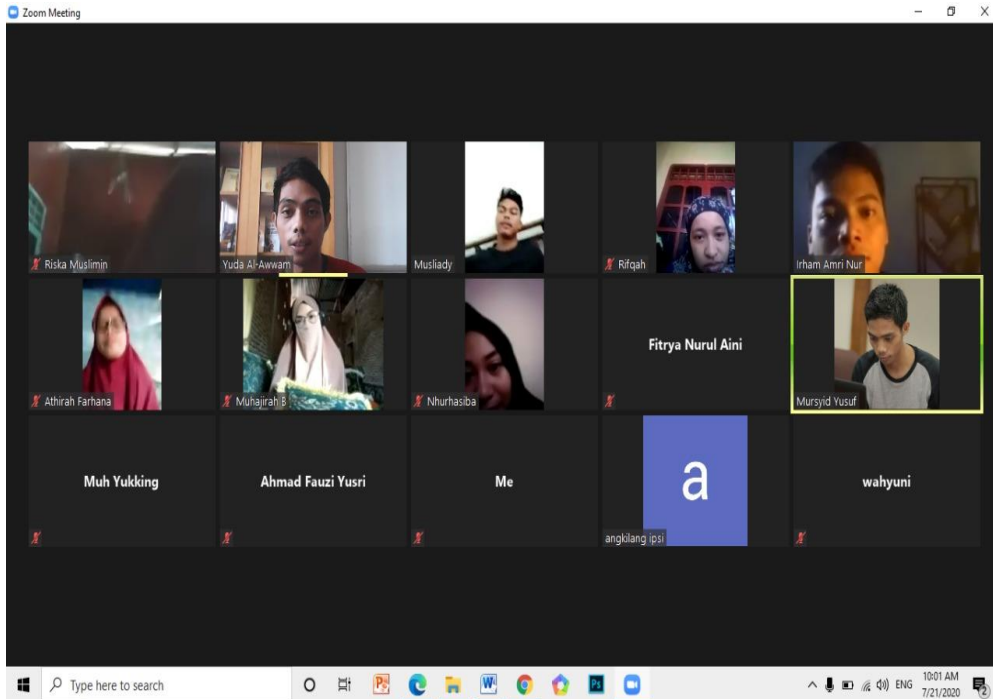 Zoom Meeting
Riska Muslimin
Yuda Al-Awwam
Musliady
Rifqah
Irham Amri Nur
Athirah Farhana
Muhajirah B
Nhurhasiba
Fitrya Nurul Aini
Mursyid Yusuf
Muh Yukking
Ahmad Fauzi Yusri
Me
a
angkilang ipsi
wahyuni
Type here to search
ENG
10:01 AM
7/21/2020